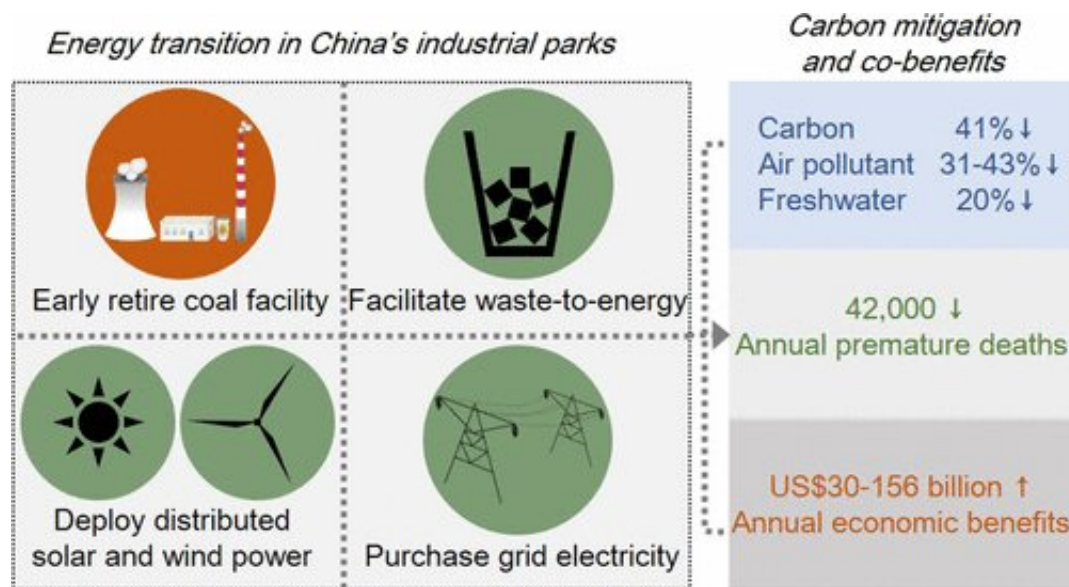 Energy transition in China's industrial parks
Early retire coal facility
Facilitate waste-to-energy
Deploy distributed
solar and wind power
Purchase grid electricity
Carbon mitigation
and co-benefits
Carbon 41%↓
Air pollutant 31-43%↓
Freshwater 20%↓
42,000 ↓
Annual premature deaths
US$30-156 billion ↑
Annual economic benefits